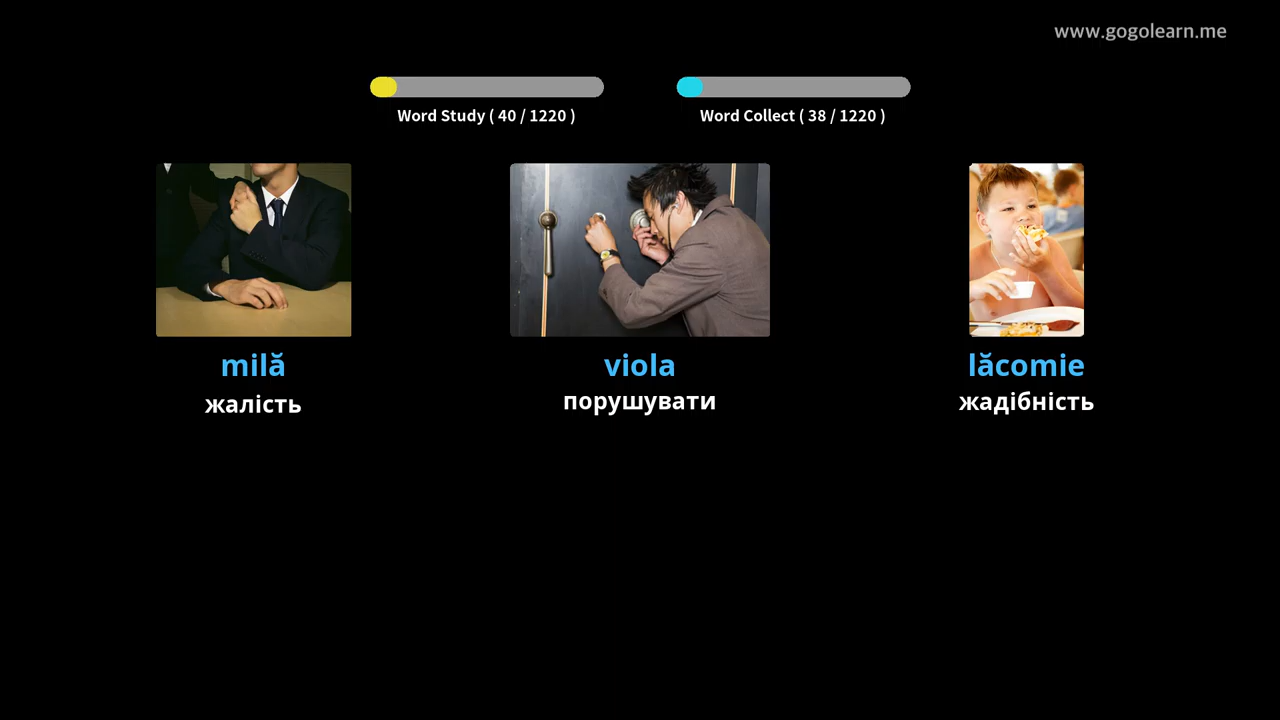 www.gogolearn.me
Word Study ( 40 / 1220 )
Word Collect ( 38 / 1220 )
milă
viola
lăcomie
жалість
порушувати
жадібність